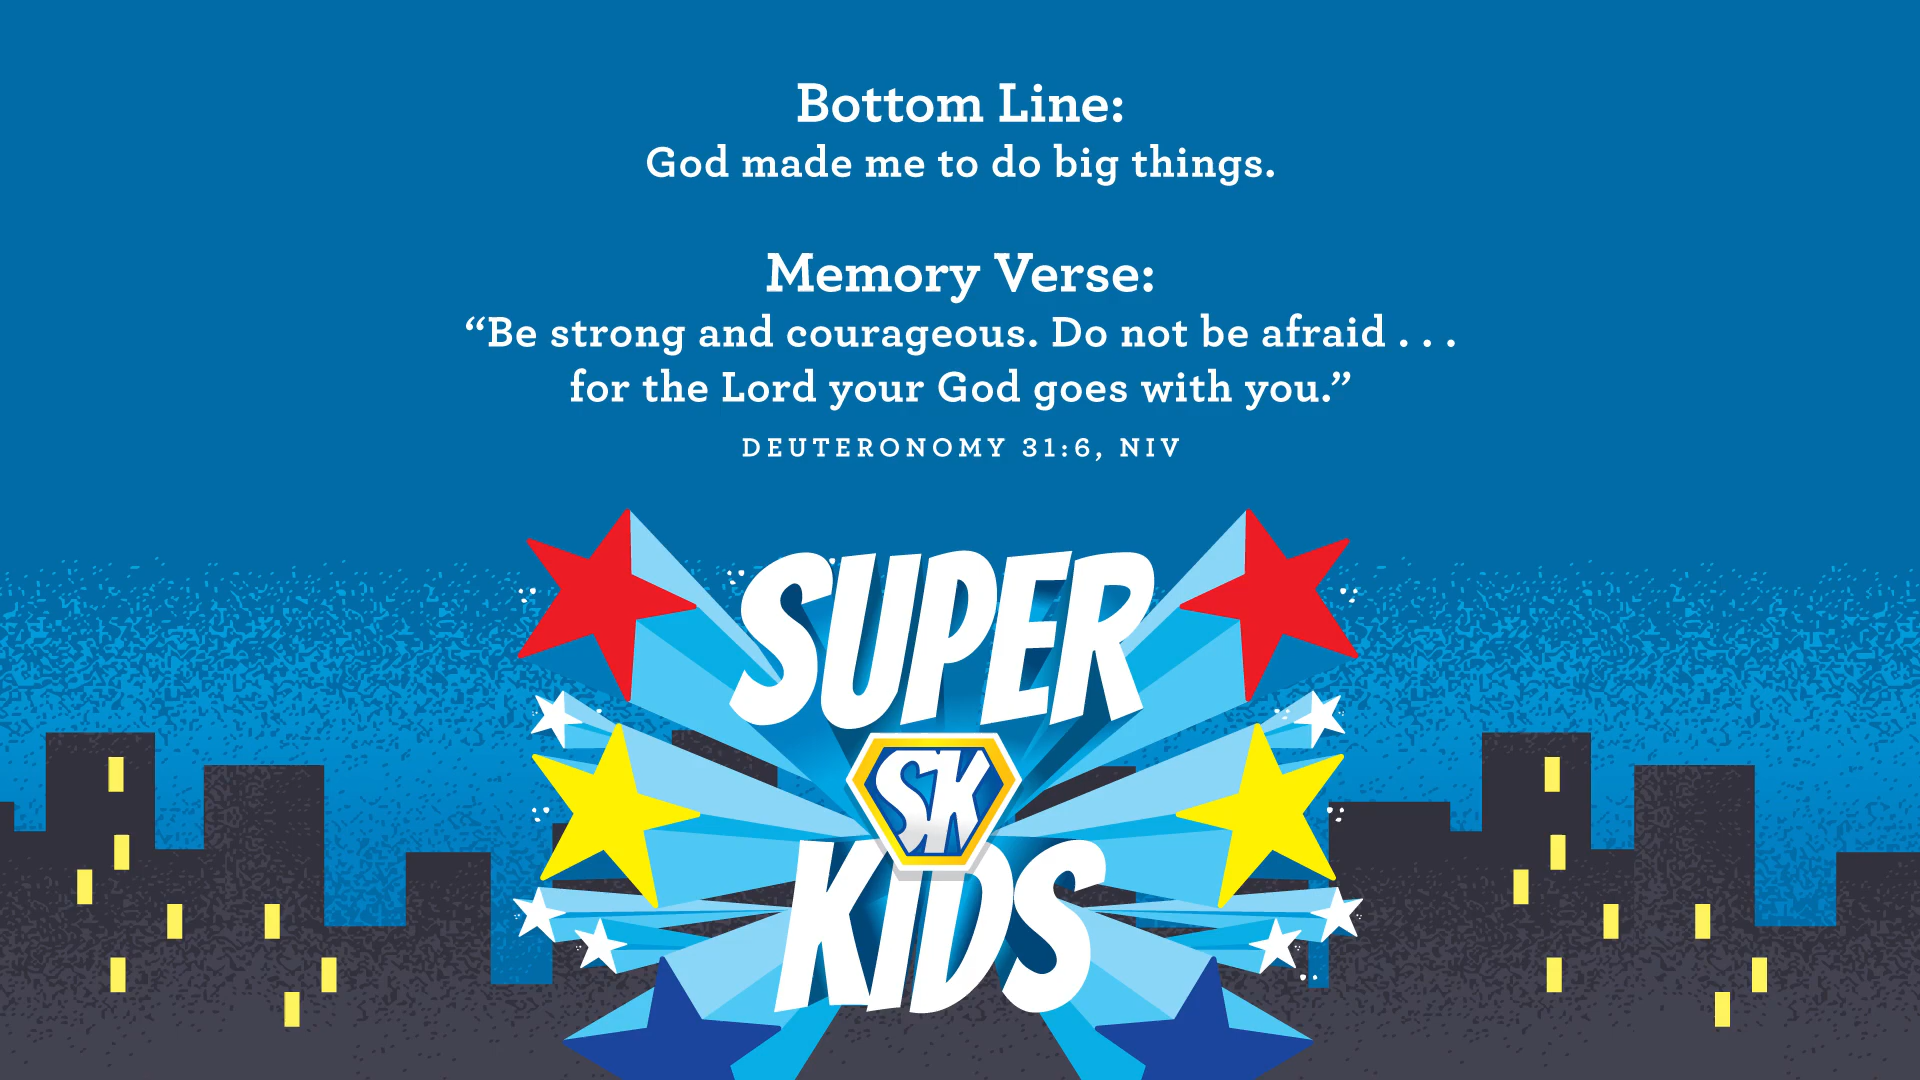 Bottom Line:
God made me to do big things.
Memory Verse:
“Be strong and courageous. Do not be afraid . . .
for the Lord your God goes with you.”
DEUTERONOMY 31:6, NIV
SUPER
SK
KIDS